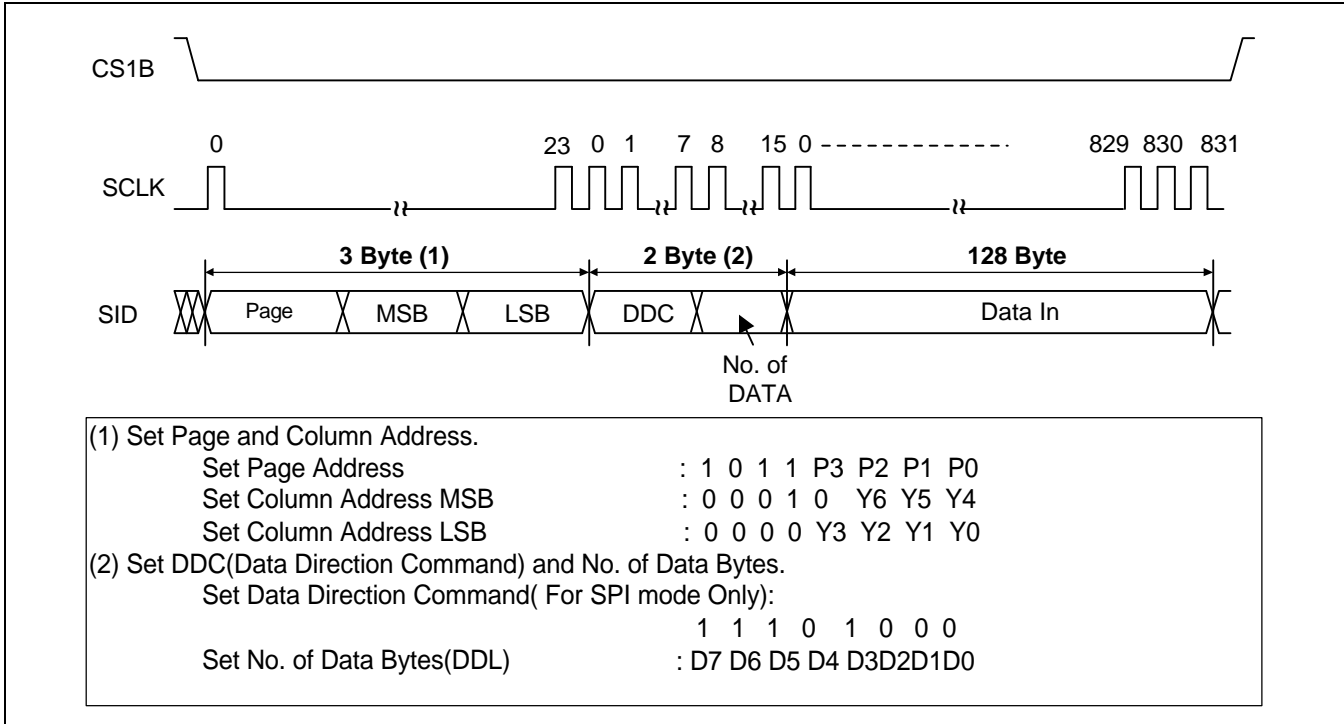 CS1B
0 23 0 1 7 8 15 0 - - - - - - - - - - - - 829 830 831
SCLK
3 Byte (1) 2 Byte (2) 128 Byte
SID Page MSB LSB DDC Data In
No. of
DATA
(1) Set Page and Column Address.
Set Page Address : 1 0 1 1 P3 P2 P1 P0
Set Column Address MSB : 0 0 0 1 0 Y6 Y5 Y4
Set Column Address LSB : 0 0 0 0 Y3 Y2 Y1 Y0
(2) Set DDC(Data Direction Command) and No. of Data Bytes.
Set Data Direction Command( For SPI mode Only):
1 1 1 0 1 0 0 0
Set No. of Data Bytes(DDL) : D7 D6 D5 D4 D3D2D1D0